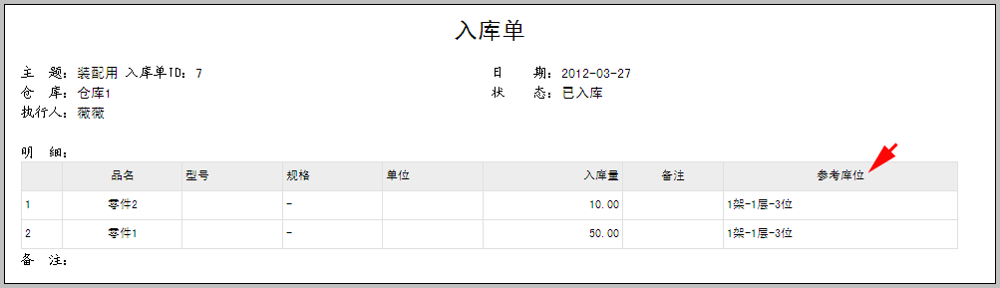 入库单
主 题: 装配用 入库单ID: 7 日 期: 2012-03-27
仓 库: 仓库1 状 态: 已入库
执行人: 薇薇
明 细:
品名 型号 规格 单位 入库量 备注 参考库位
1 零件2 - 10.00 1架-1层-3位
2 零件1 - 50.00 1架-1层-3位
备 注: